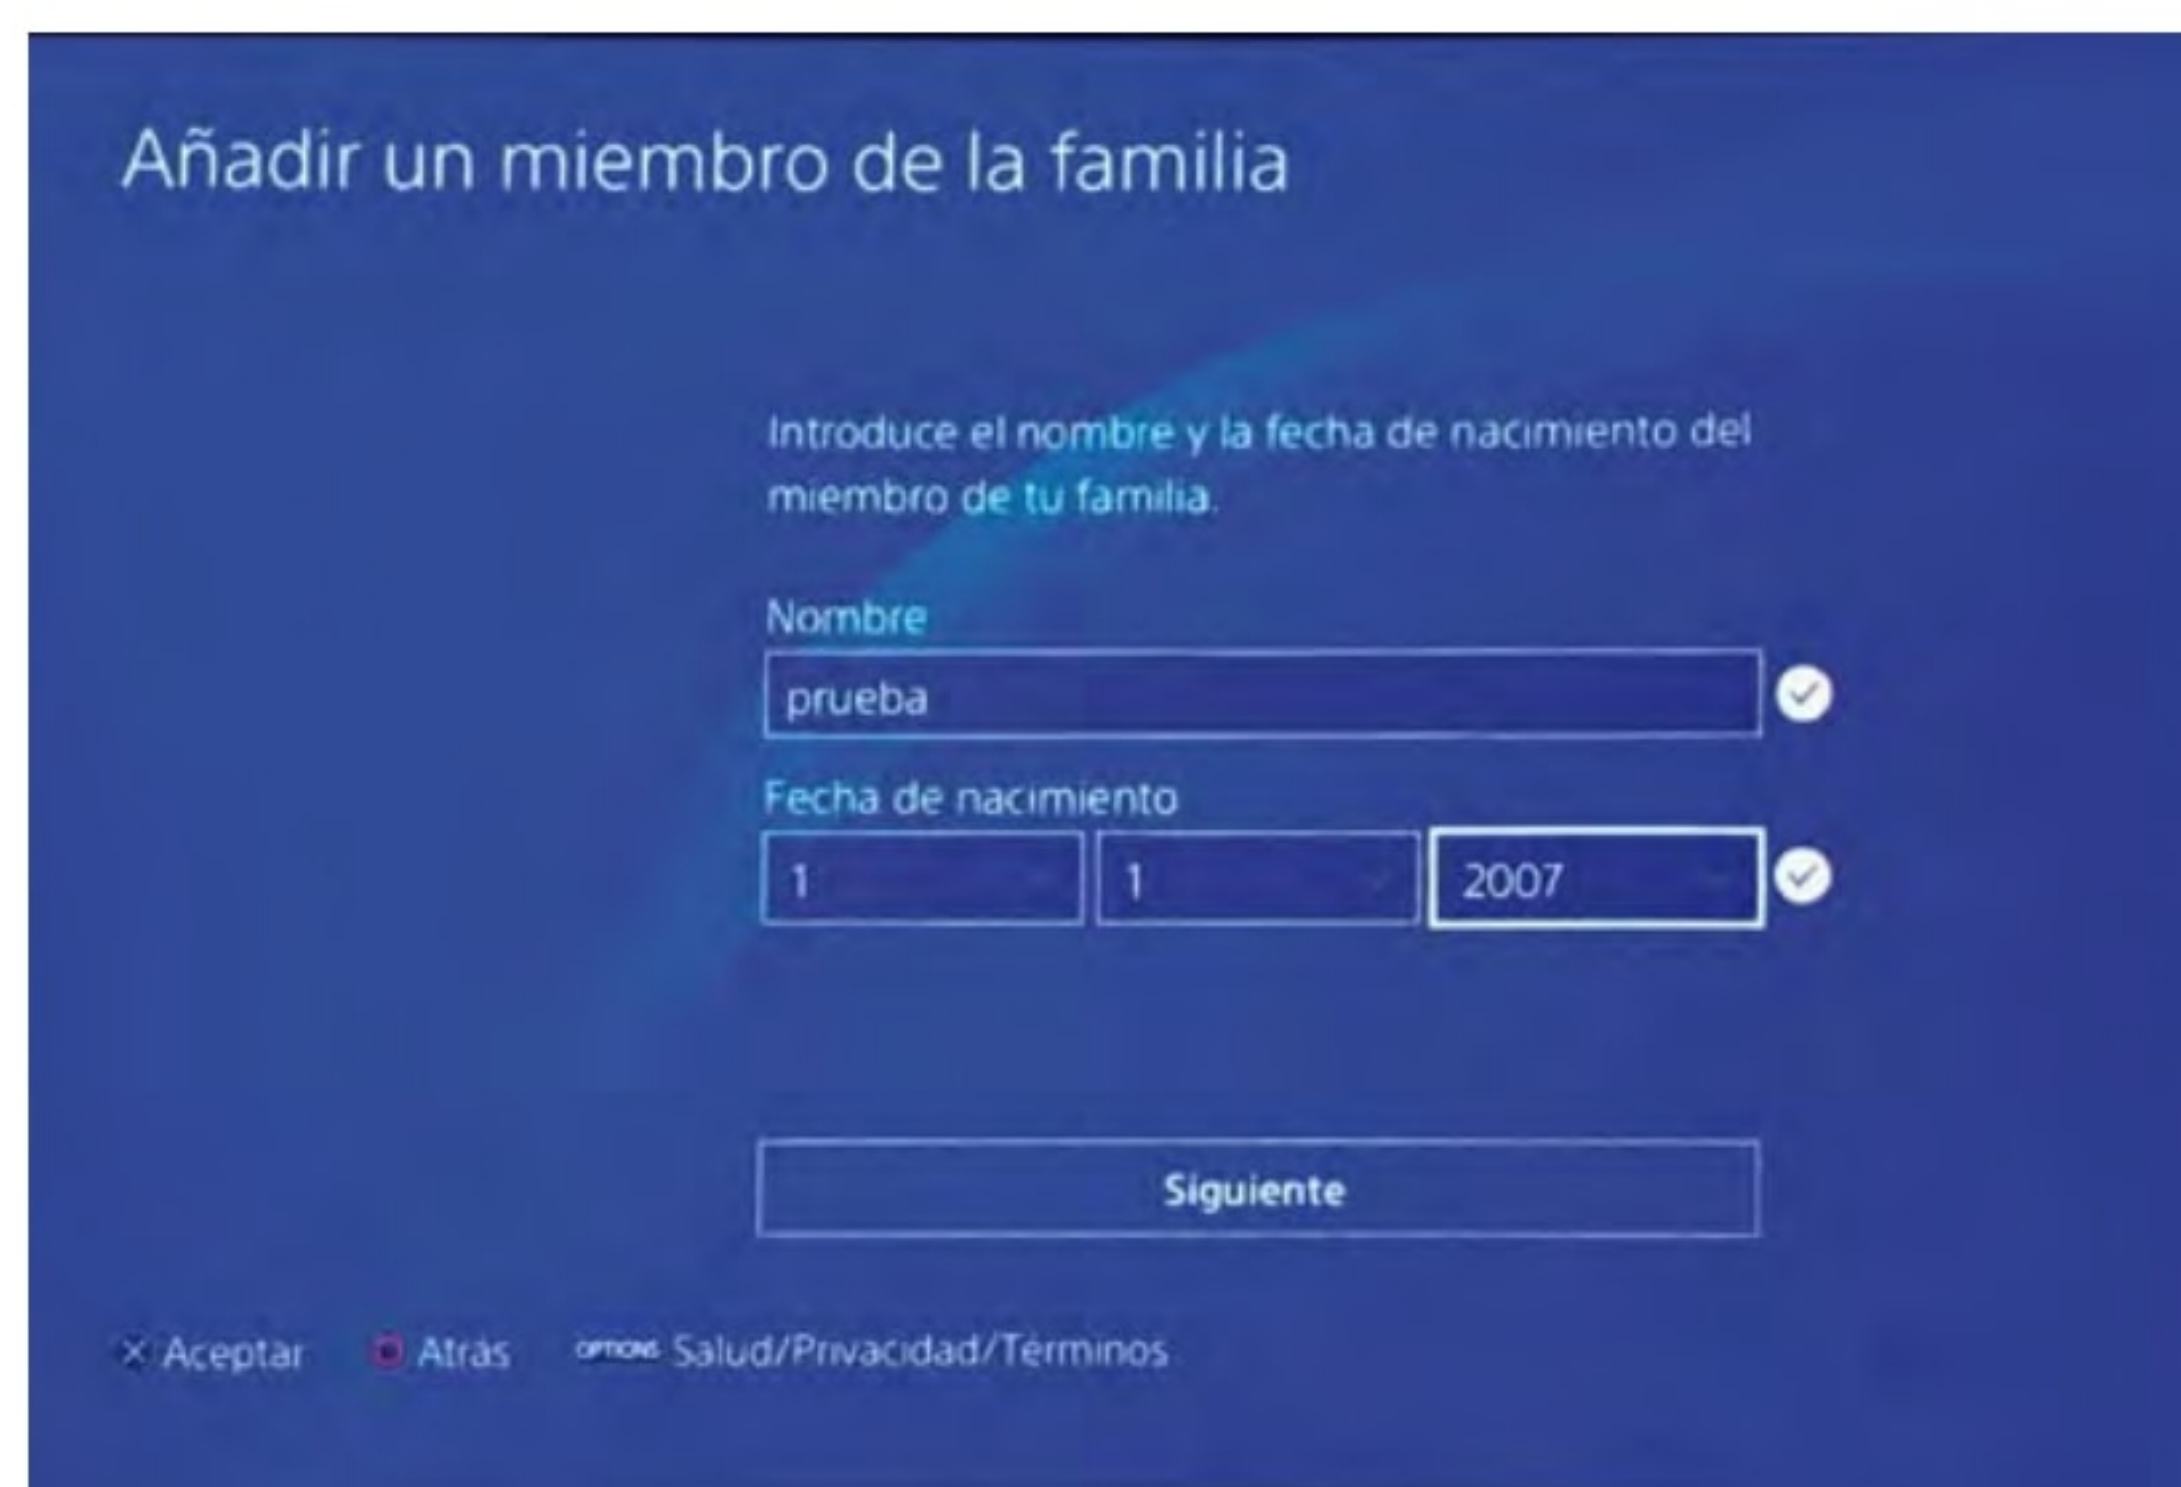 Añadir un miembro de la familia
Introduce el nombre y la fecha de nacimiento del
miembro de tu familia.
Nombre
prueba
Fecha de nacimiento
1 1 2007
Siguiente
Aceptar Atrás OPTIONS Salud/Privacidad/Términos